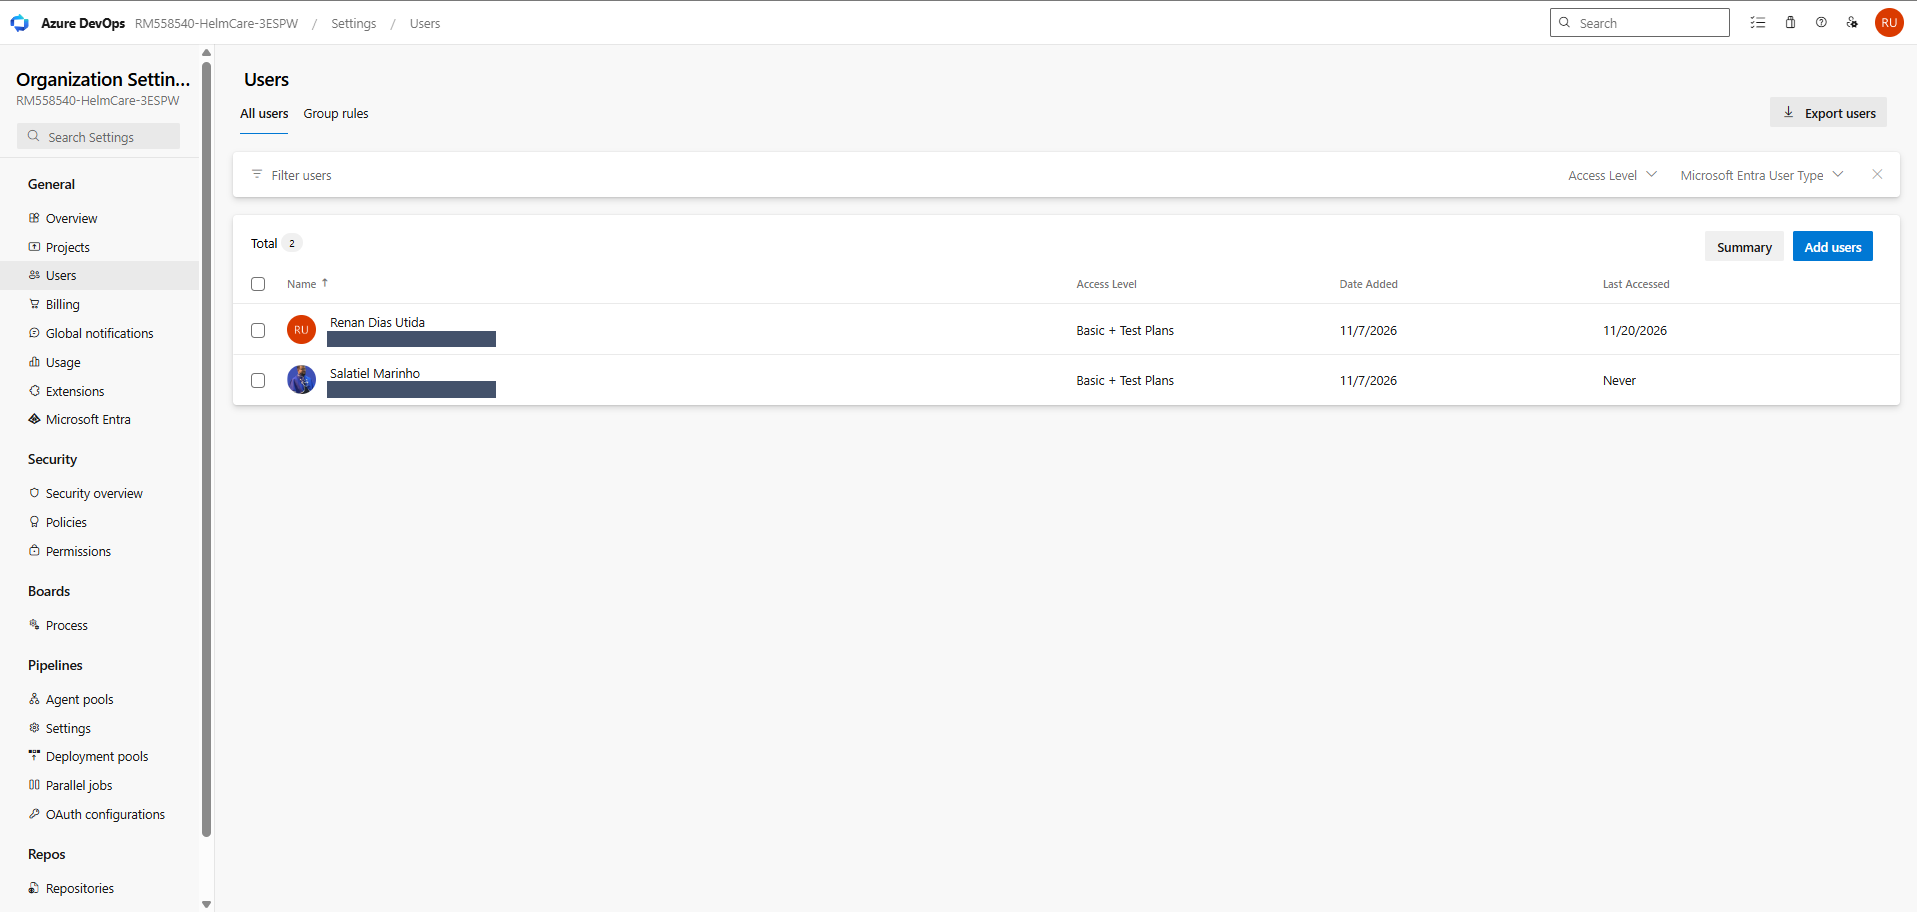 Azure DevOps RM558540-HelmCare-3ESPW / Settings / Users
Search
RU
Organization Settin...
RM558540-HelmCare-3ESPW
Search Settings
General
Overview
Projects
Users
Billing
Global notifications
Usage
Extensions
Microsoft Entra
Security
Security overview
Policies
Permissions
Boards
Process
Pipelines
Agent pools
Settings
Deployment pools
Parallel jobs
OAuth configurations
Repos
Repositories
Users
All users Group rules
Export users
Filter users
Access Level Microsoft Entra User Type
Total 2
Summary Add users
Name ↑ Access Level Date Added Last Accessed
RU Renan Dias Utida Basic + Test Plans 11/7/2026 11/20/2026
Salatiel Marinho Basic + Test Plans 11/7/2026 Never